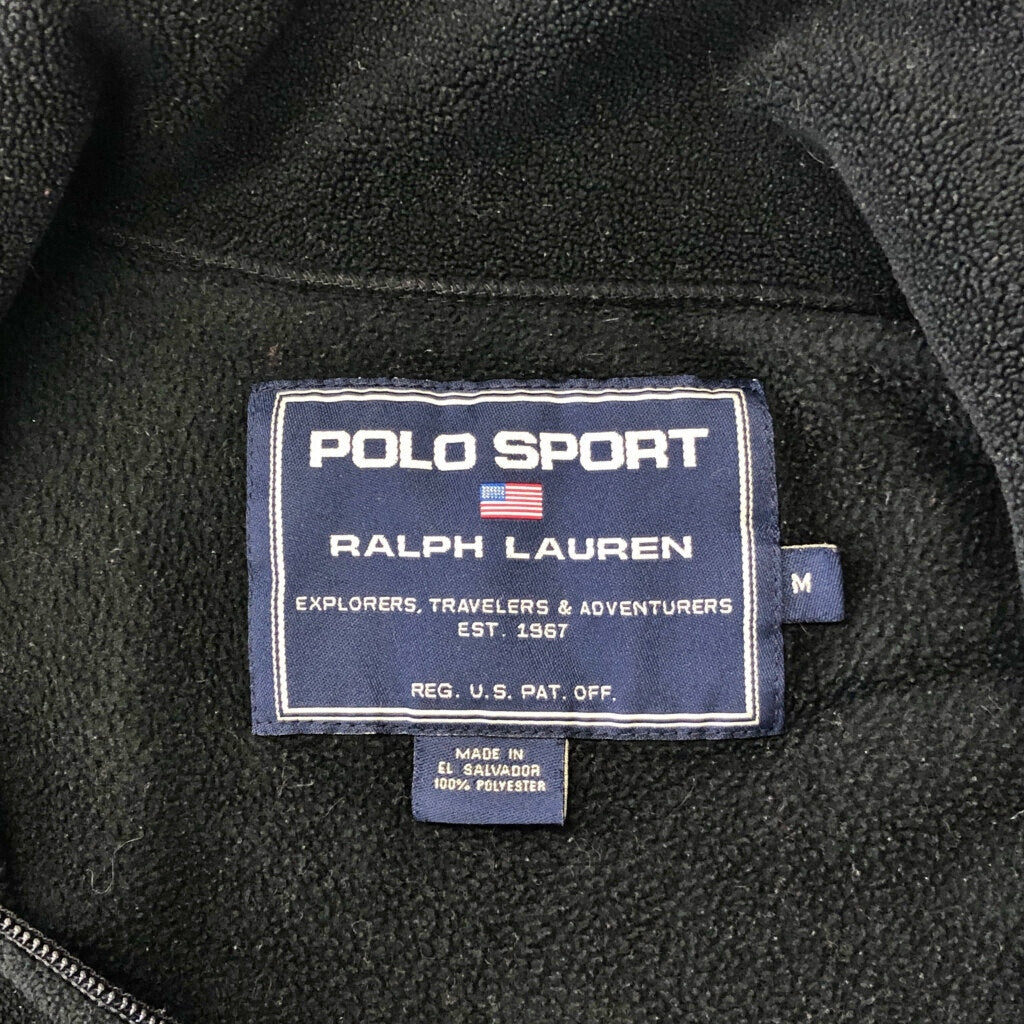 POLO SPORT
RALPH LAUREN
EXPLORERS, TRAVELERS & ADVENTURERS
EST. 1967
REG. U.S. PAT. OFF.
M
MADE IN
EL SALVADOR
100% POLYESTER